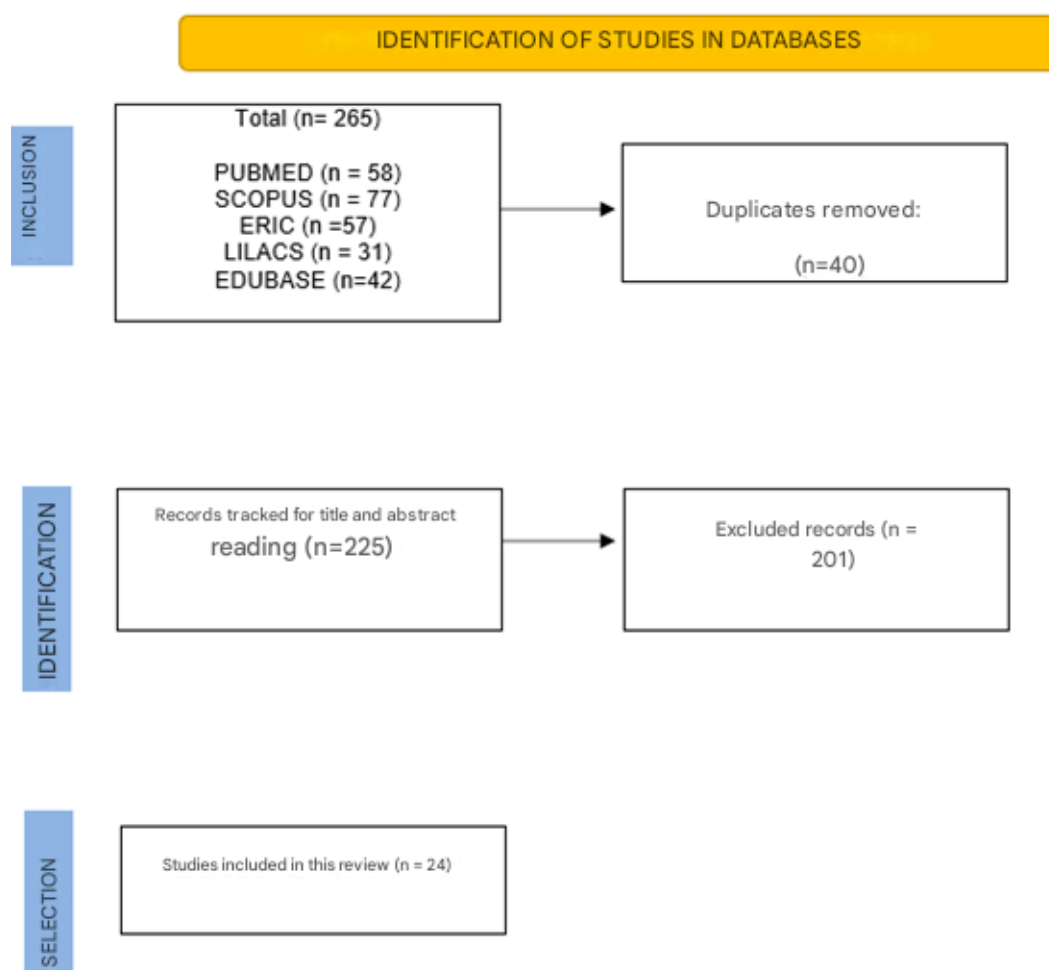 IDENTIFICATION OF STUDIES IN DATABASES
INCLUSION
Total (n= 265)
PUBMED (n = 58)
SCOPUS (n = 77)
ERIC (n =57)
LILACS (n = 31)
EDUBASE (n=42)
Duplicates removed:
(n=40)
IDENTIFICATION
Records tracked for title and abstract
reading (n=225)
Excluded records (n =
201)
SELECTION
Studies included in this review (n = 24)